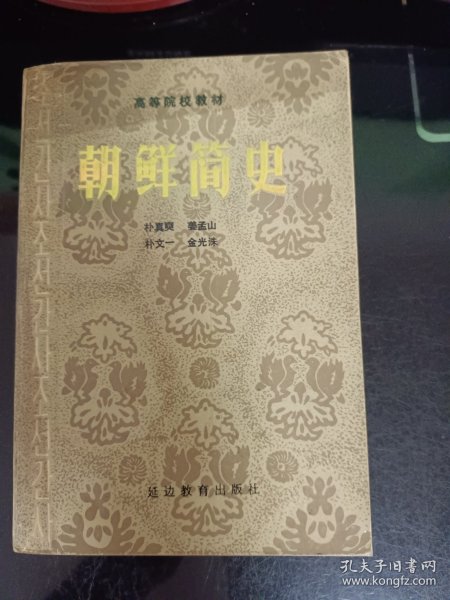 高等院校教材
朝鲜简史
朴真奭 姜孟山
朴文一 金光洙
延边教育出版社
孔夫子旧书网
www.kongfz.com